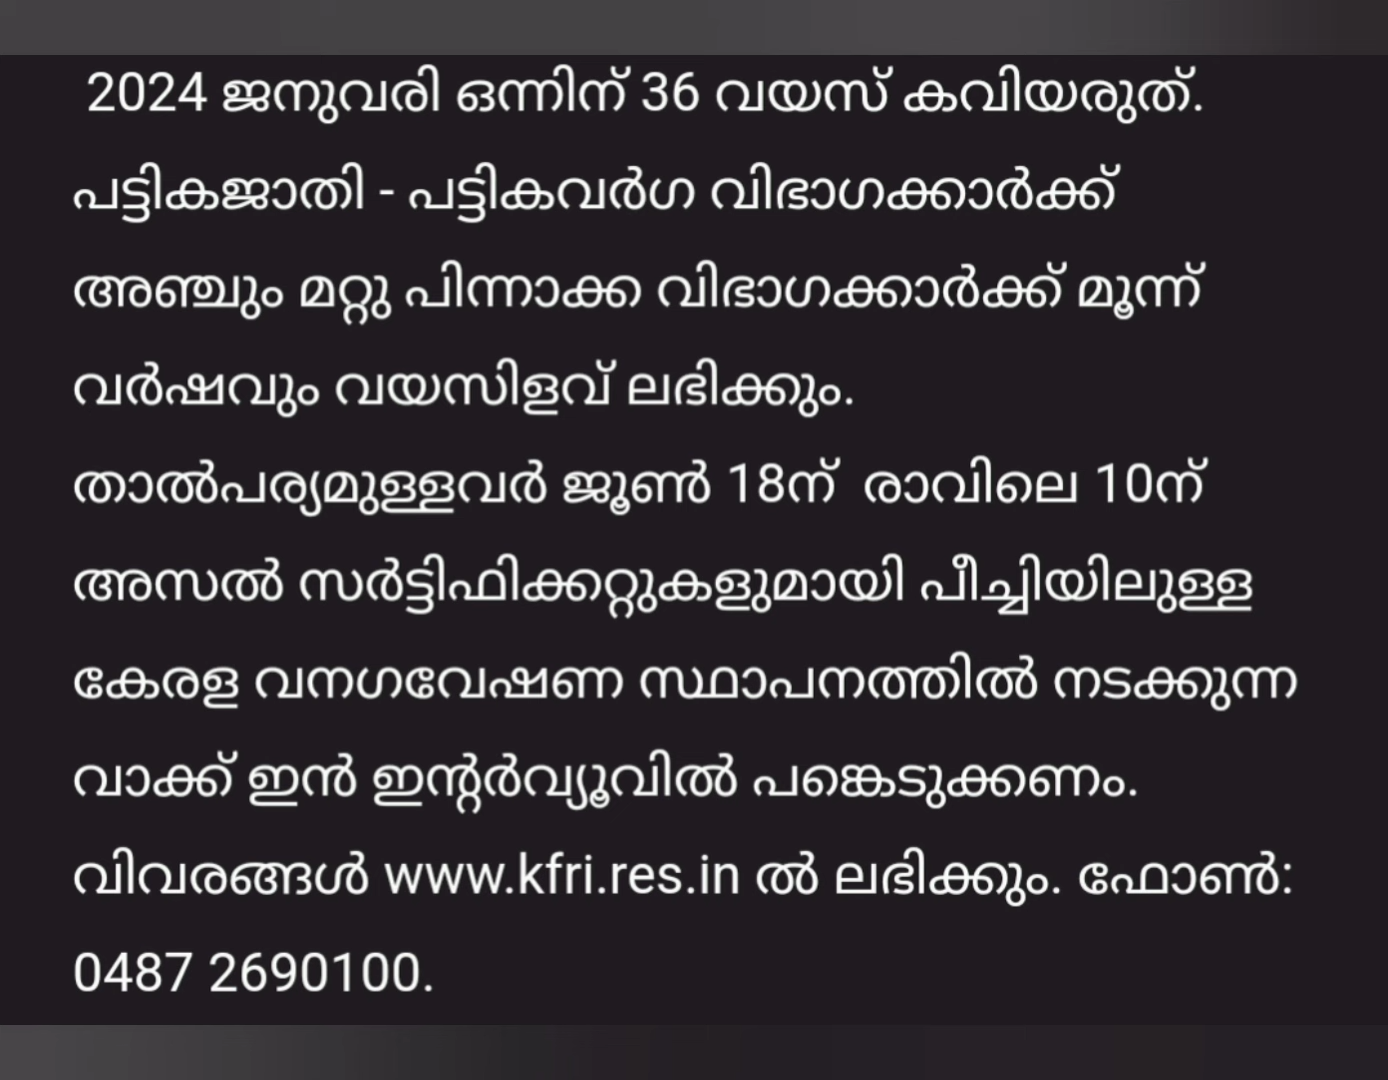 2024 ജനുവരി ഒന്നിന് 36 വയസ് കവിയരുത്.
പട്ടികജാതി - പട്ടികവർഗ വിഭാഗക്കാർക്ക്
അഞ്ചും മറ്റു പിന്നാക്ക വിഭാഗക്കാർക്ക് മൂന്ന്
വർഷവും വയസിളവ് ലഭിക്കും.
താൽപര്യമുള്ളവർ ജൂൺ 18ന് രാവിലെ 10ന്
അസൽ സർട്ടിഫിക്കറ്റുകളുമായി പീച്ചിയിലുള്ള
കേരള വനഗവേഷണ സ്ഥാപനത്തിൽ നടക്കുന്ന
വാക്ക് ഇൻ ഇന്റർവ്യൂവിൽ പങ്കെടുക്കണം.
വിവരങ്ങൾ www.kfri.res.in ൽ ലഭിക്കും. ഫോൺ:
0487 2690100.